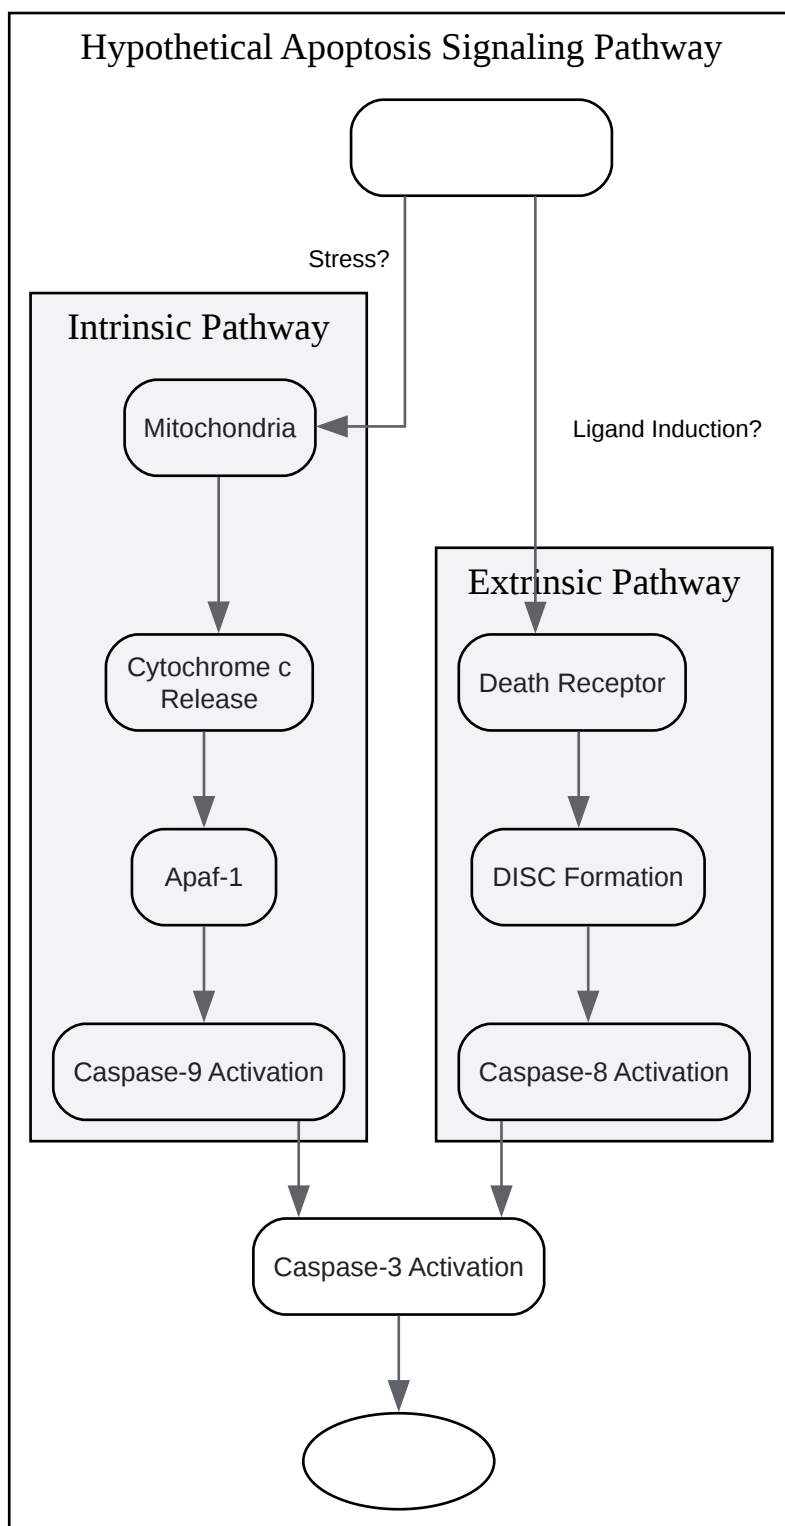 Hypothetical Apoptosis Signaling Pathway
Stress?
Intrinsic Pathway
Mitochondria
Ligand Induction?
Extrinsic Pathway
Cytochrome c
Release
Death Receptor
Apaf-1
DISC Formation
Caspase-9 Activation
Caspase-8 Activation
Caspase-3 Activation